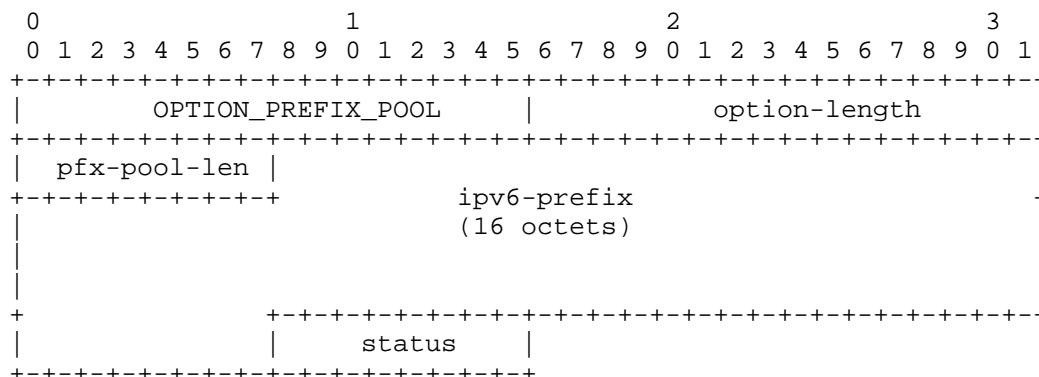 0                   1                   2                   3
 0 1 2 3 4 5 6 7 8 9 0 1 2 3 4 5 6 7 8 9 0 1 2 3 4 5 6 7 8 9 0 1
+-+-+-+-+-+-+-+-+-+-+-+-+-+-+-+-+-+-+-+-+-+-+-+-+-+-+-+-+-+-+-+--
|        OPTION_PREFIX_POOL     |           option-length
+-+-+-+-+-+-+-+-+-+-+-+-+-+-+-+-+-+-+-+-+-+-+-+-+-+-+-+-+-+-+-+--
|  pfx-pool-len |
+-+-+-+-+-+-+-+-+           ipv6-prefix                         -
|                           (16 octets)
|
|
+               +-+-+-+-+-+-+-+-+-+-+-+-+-+-+-+-+-+-+-+-+-+-+-+--
|               |     status    |
+-+-+-+-+-+-+-+-+-+-+-+-+-+-+-+-+